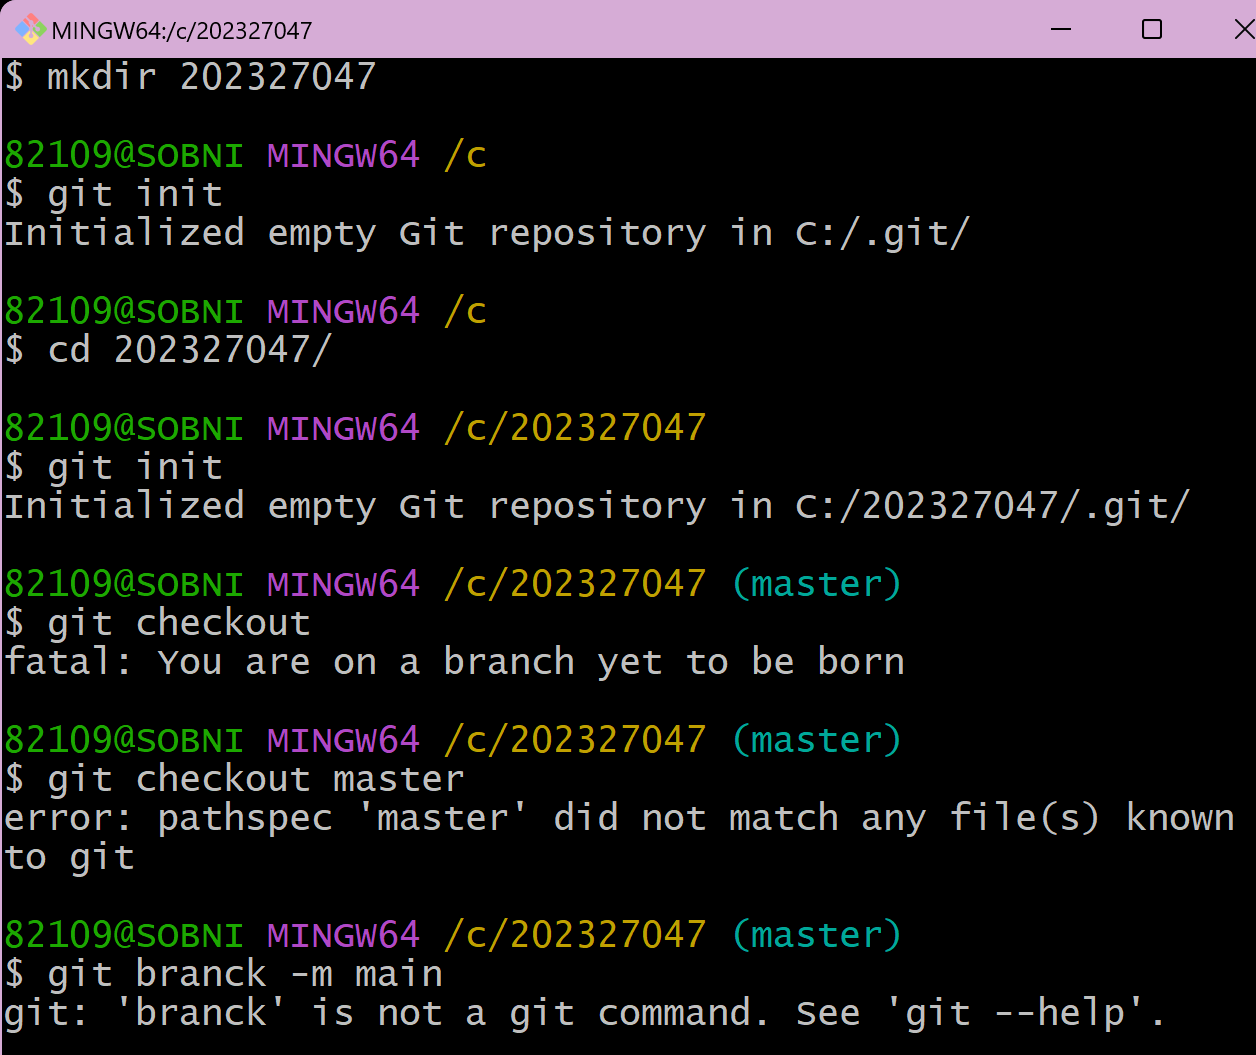 MINGW64:/c/202327047
$ mkdir 202327047
82109@SOBNI MINGW64 /c
$ git init
Initialized empty Git repository in C:/.git/
82109@SOBNI MINGW64 /c
$ cd 202327047/
82109@SOBNI MINGW64 /c/202327047
$ git init
Initialized empty Git repository in C:/202327047/.git/
82109@SOBNI MINGW64 /c/202327047 (master)
$ git checkout
fatal: You are on a branch yet to be born
82109@SOBNI MINGW64 /c/202327047 (master)
$ git checkout master
error: pathspec 'master' did not match any file(s) known
to git
82109@SOBNI MINGW64 /c/202327047 (master)
$ git branck -m main
git: 'branck' is not a git command. See 'git --help'.